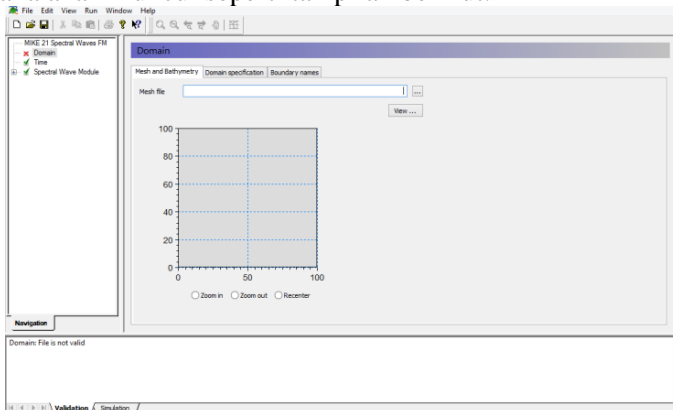 File Edit View Run Window Help
MIKE 21 Spectral Waves FM
Domain
Time
Spectral Wave Module
Navigation
Domain
Mesh and Bathymetry Domain specification Boundary names
Mesh file
...
View ...
100
80
60
40
20
0
0 50 100
Zoom in Zoom out Recenter
Domain: File is not valid
Validation Simulation